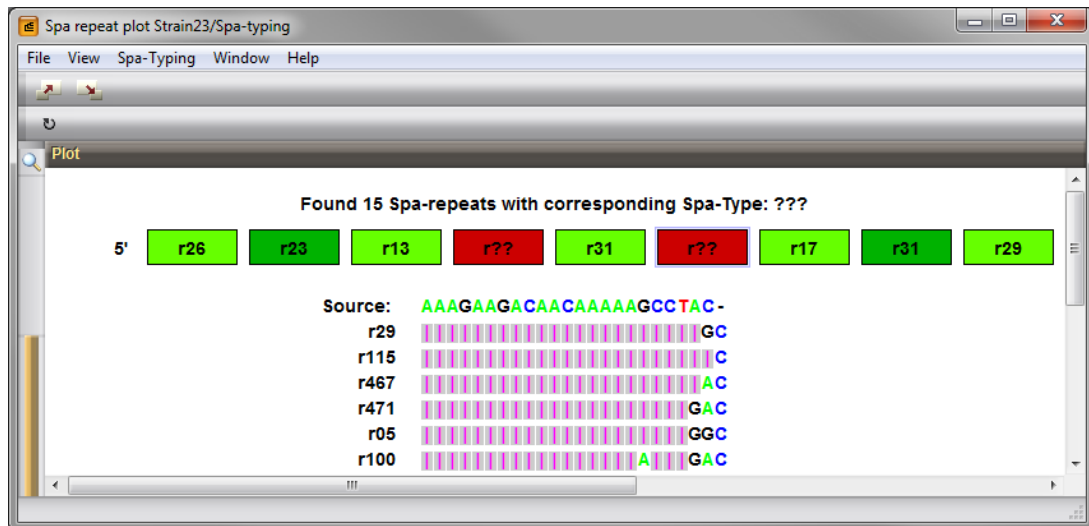 Spa repeat plot Strain23/Spa-typing
File View Spa-Typing Window Help
Plot
Found 15 Spa-repeats with corresponding Spa-Type: ???
5' r26 r23 r13 r?? r31 r?? r17 r31 r29
Source: AAAGAAGACAACAAAAAGCCTAC-
r29 ||||||||||||||||||||||GC
r115 |||||||||||||||||||||||C
r467 ||||||||||||||||||||||AC
r471 |||||||||||||||||||||GAC
r05 |||||||||||||||||||||GGC
r100 |||||||||||||||||A|||GAC